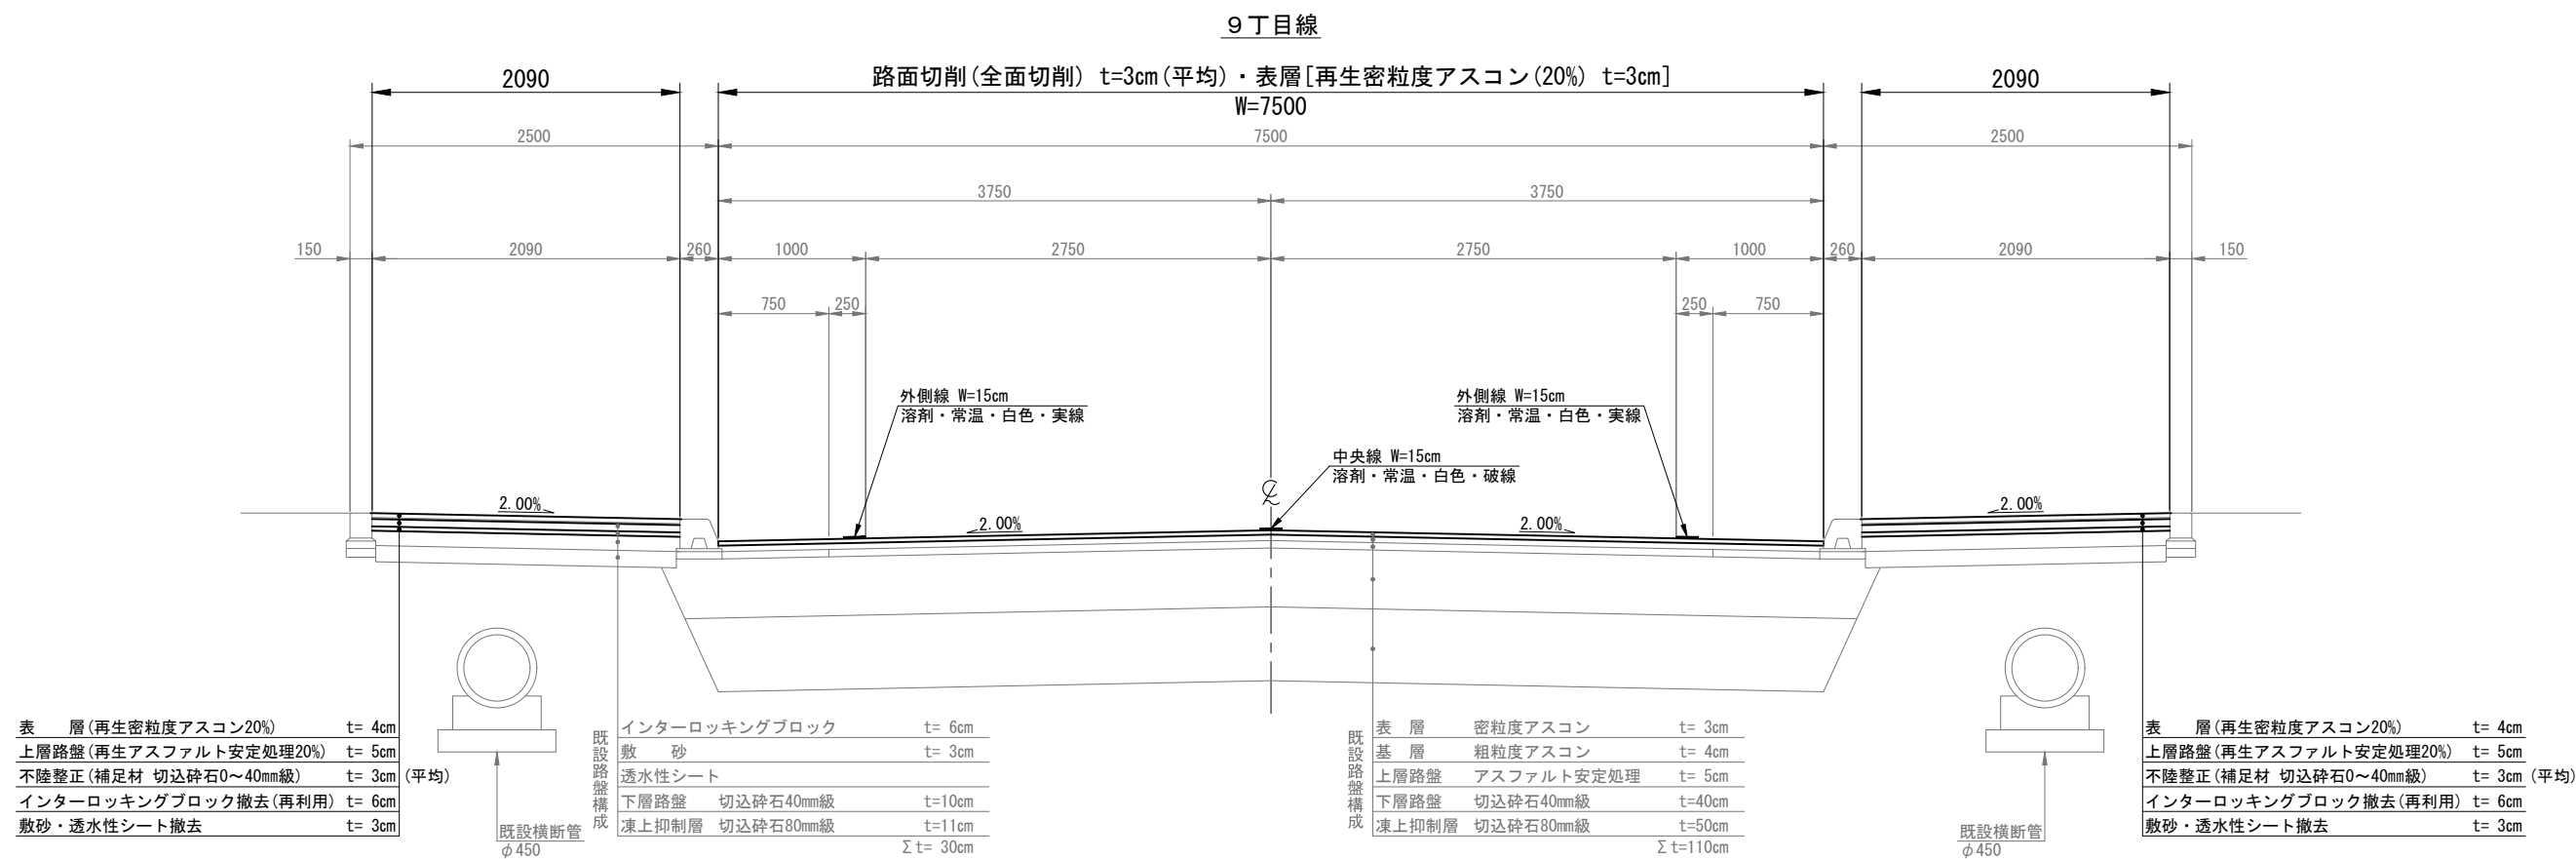 ９丁目線
路面切削(全面切削) t=3cm(平均)・表層[再生密粒度アスコン(20%) t=3cm]
2090
2090
W=7500
2500
7500
2500
3750
3750
150
2090
260
1000
2750
2750
1000
260
2090
150
750
250
250
750
外側線 W=15cm
溶剤・常温・白色・実線
外側線 W=15cm
溶剤・常温・白色・実線
中央線 W=15cm
溶剤・常温・白色・破線
2.00%
2.00%
2.00%
2.00%
表　　層(再生密粒度アスコン20%) t= 4cm
上層路盤(再生アスファルト安定処理20%) t= 5cm
不陸整正(補足材 切込砕石0～40mm級) t= 3cm (平均)
インターロッキングブロック撤去(再利用) t= 6cm
敷砂・透水性シート撤去 t= 3cm
既設横断管
φ450
既設路盤構成
インターロッキングブロック t= 6cm
敷　　砂 t= 3cm
透水性シート
下層路盤 切込砕石40mm級 t=10cm
凍上抑制層 切込砕石80mm級 t=11cm
Σt= 30cm
既設路盤構成
表　層 密粒度アスコン t= 3cm
基　層 粗粒度アスコン t= 4cm
上層路盤 アスファルト安定処理 t= 5cm
下層路盤 切込砕石40mm級 t=40cm
凍上抑制層 切込砕石80mm級 t=50cm
Σt=110cm
既設横断管
φ450
表　　層(再生密粒度アスコン20%) t= 4cm
上層路盤(再生アスファルト安定処理20%) t= 5cm
不陸整正(補足材 切込砕石0～40mm級) t= 3cm (平均)
インターロッキングブロック撤去(再利用) t= 6cm
敷砂・透水性シート撤去 t= 3cm